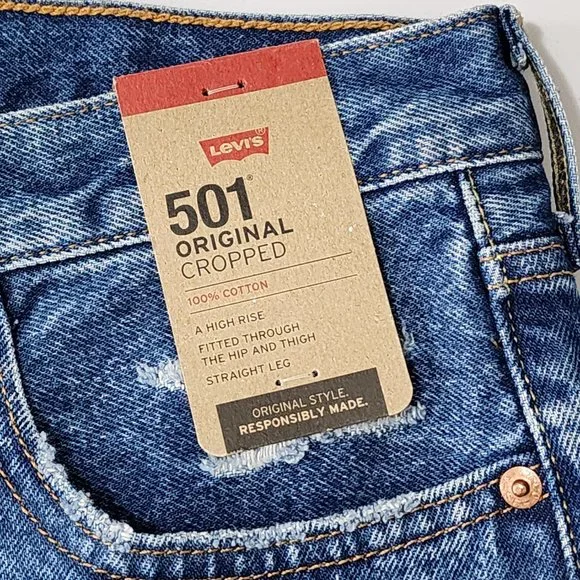 Levi's®
501®
ORIGINAL
CROPPED
100% COTTON
A HIGH RISE
FITTED THROUGH
THE HIP AND THIGH
STRAIGHT LEG
ORIGINAL STYLE.
RESPONSIBLY MADE.